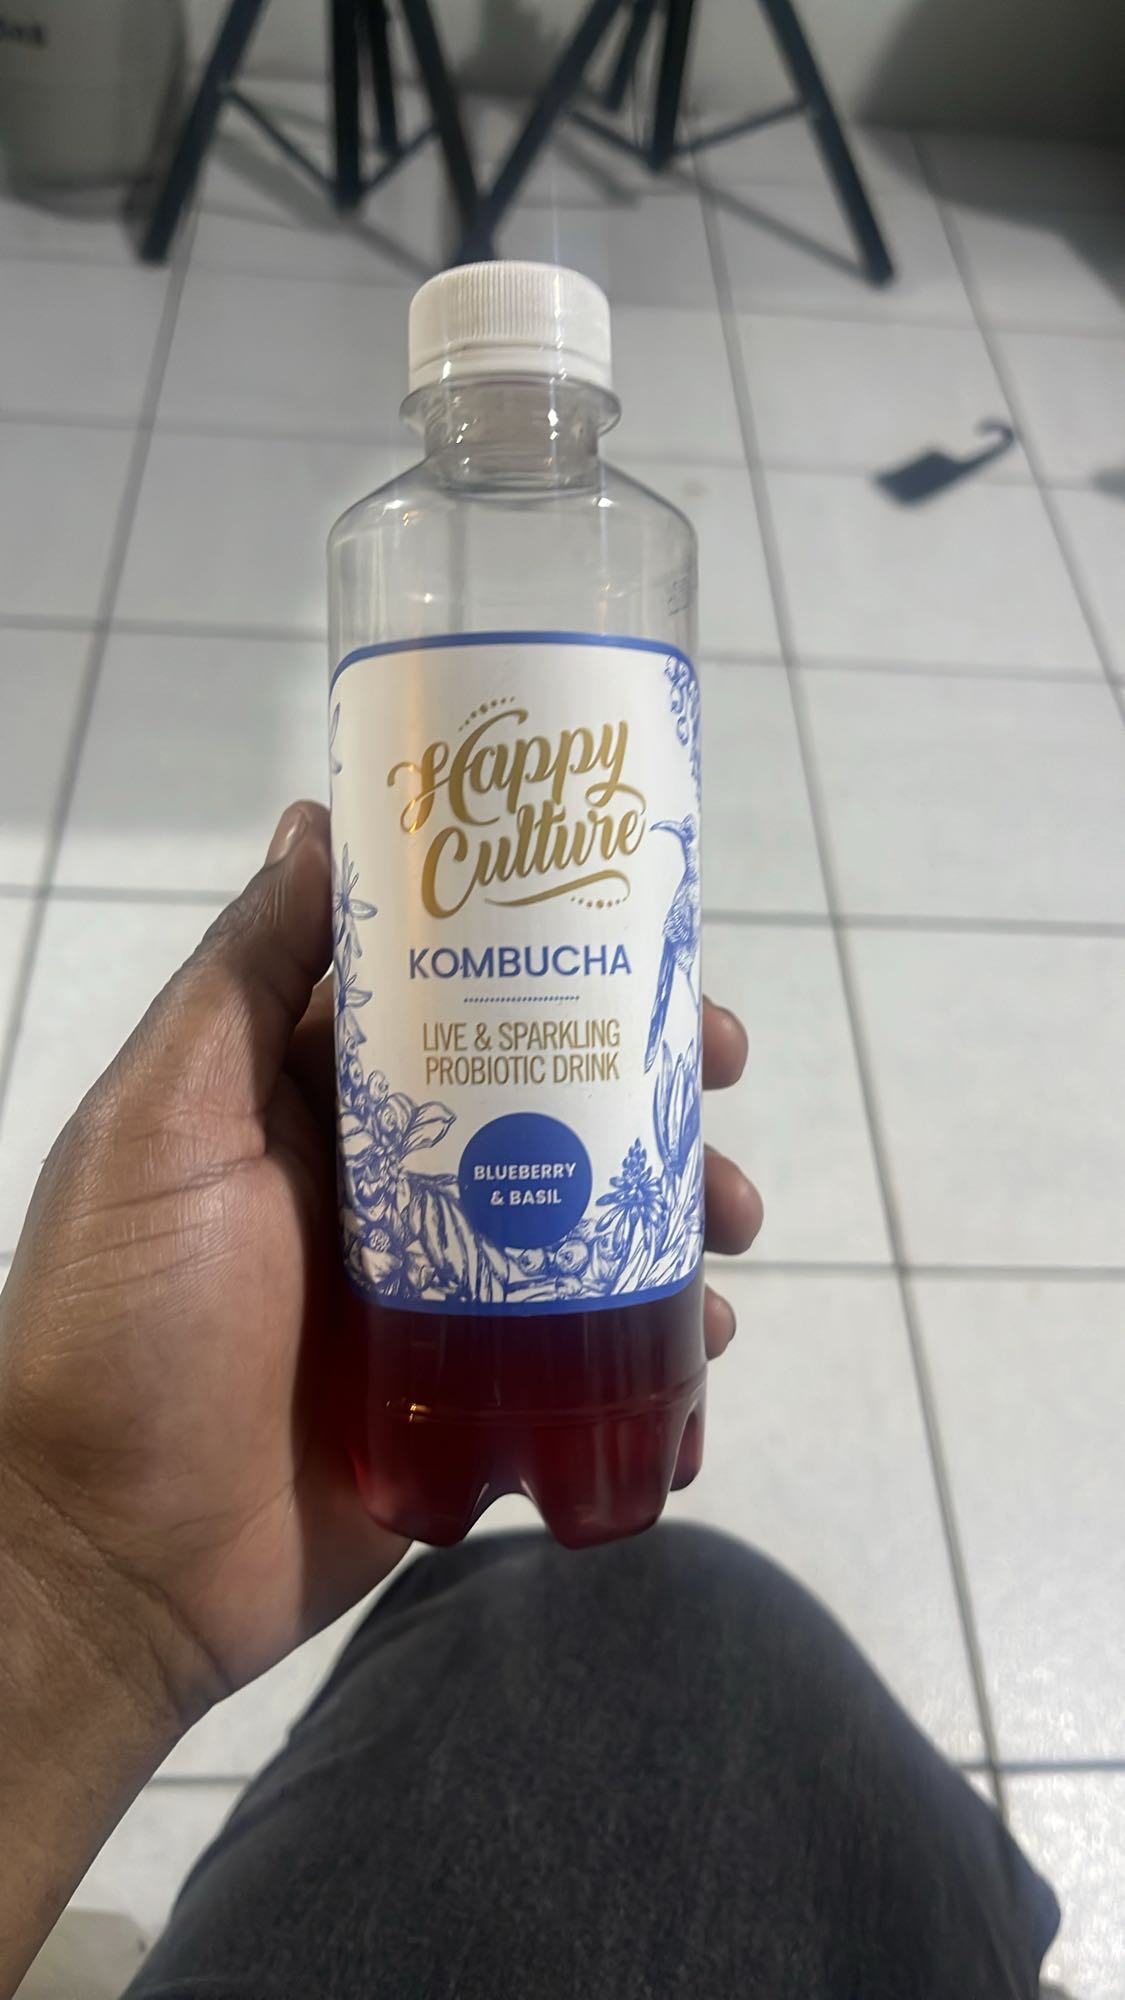 Happy
Culture
KOMBUCHA
LIVE & SPARKLING
PROBIOTIC DRINK
BLUEBERRY
& BASIL